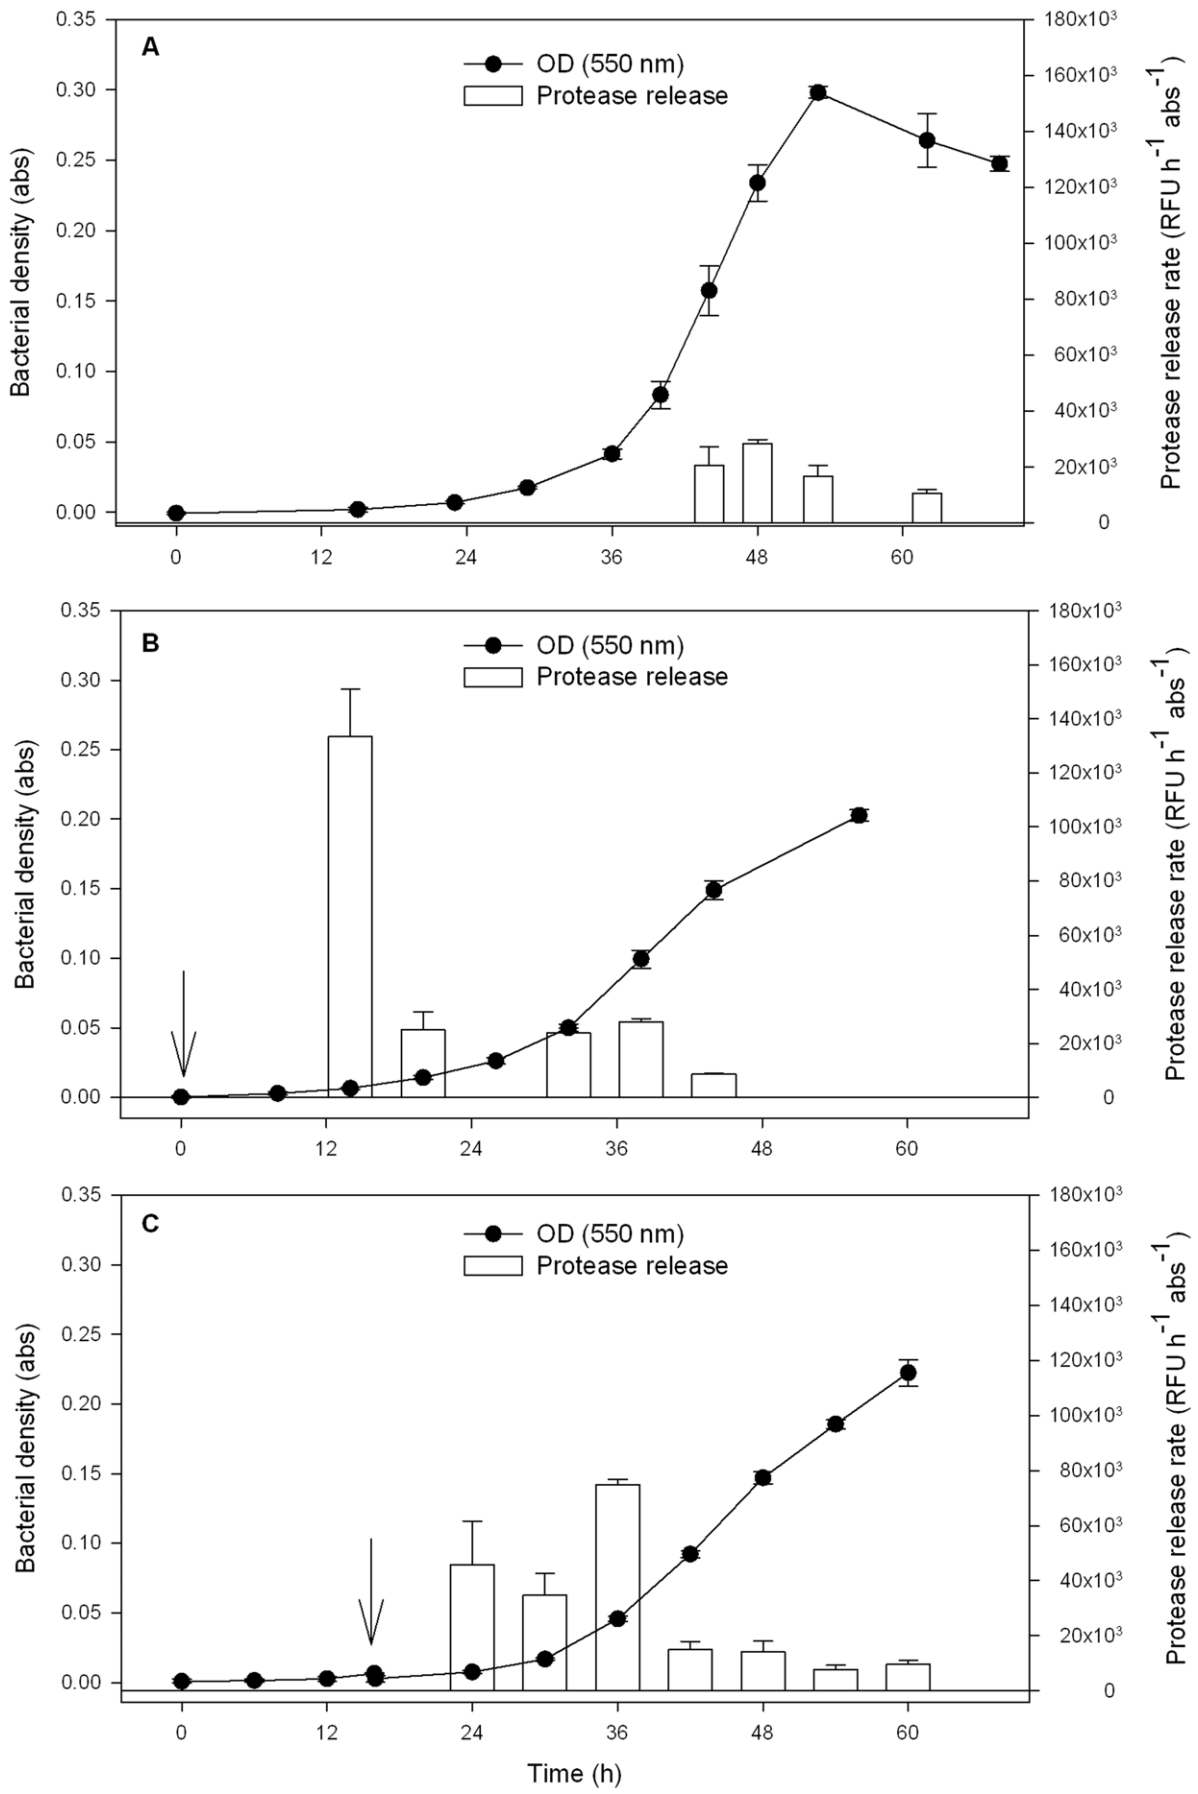 A
OD (550 nm)
Protease release
Bacterial density (abs)
0.35
0.30
0.25
0.20
0.15
0.10
0.05
0.00
180x10³
160x10³
140x10³
120x10³
100x10³
80x10³
60x10³
40x10³
20x10³
0
Protease release rate (RFU h⁻¹ abs⁻¹)
0 12 24 36 48 60
B
OD (550 nm)
Protease release
Bacterial density (abs)
0.35
0.30
0.25
0.20
0.15
0.10
0.05
0.00
180x10³
160x10³
140x10³
120x10³
100x10³
80x10³
60x10³
40x10³
20x10³
0
Protease release rate (RFU h⁻¹ abs⁻¹)
0 12 24 36 48 60
C
OD (550 nm)
Protease release
Bacterial density (abs)
0.35
0.30
0.25
0.20
0.15
0.10
0.05
0.00
180x10³
160x10³
140x10³
120x10³
100x10³
80x10³
60x10³
40x10³
20x10³
0
Protease release rate (RFU h⁻¹ abs⁻¹)
0 12 24 36 48 60
Time (h)